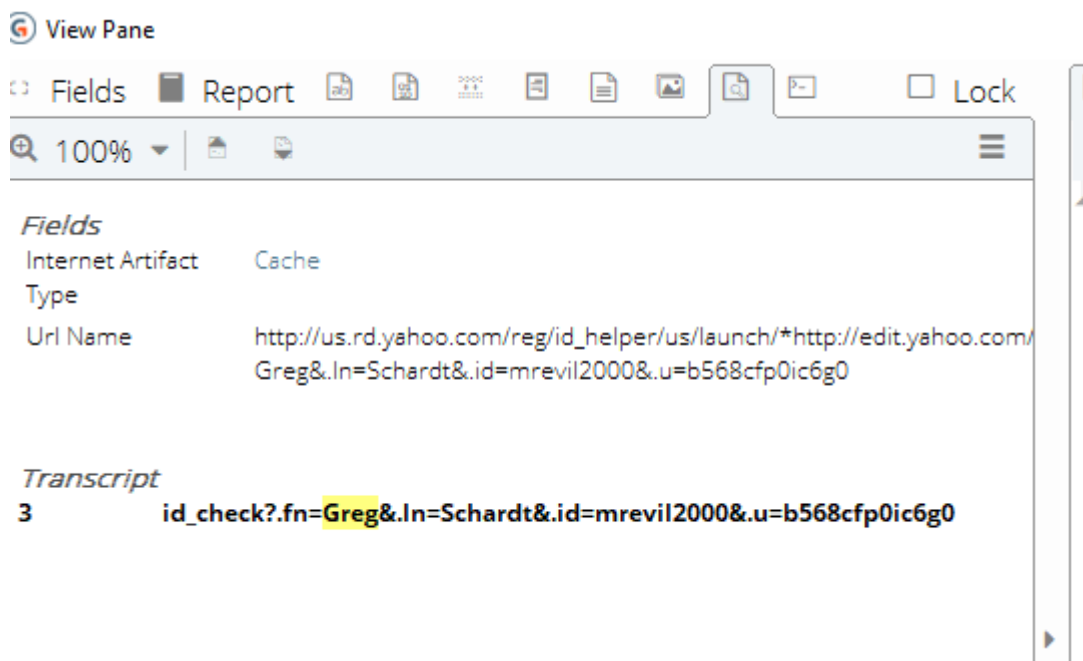 View Pane
Fields Report Lock
100%
Fields
Internet Artifact Cache
Type
Url Name http://us.rd.yahoo.com/reg/id_helper/us/launch/*http://edit.yahoo.com/
Greg&.ln=Schardt&.id=mrevil2000&.u=b568cfp0ic6g0
Transcript
3 id_check?.fn=Greg&.ln=Schardt&.id=mrevil2000&.u=b568cfp0ic6g0